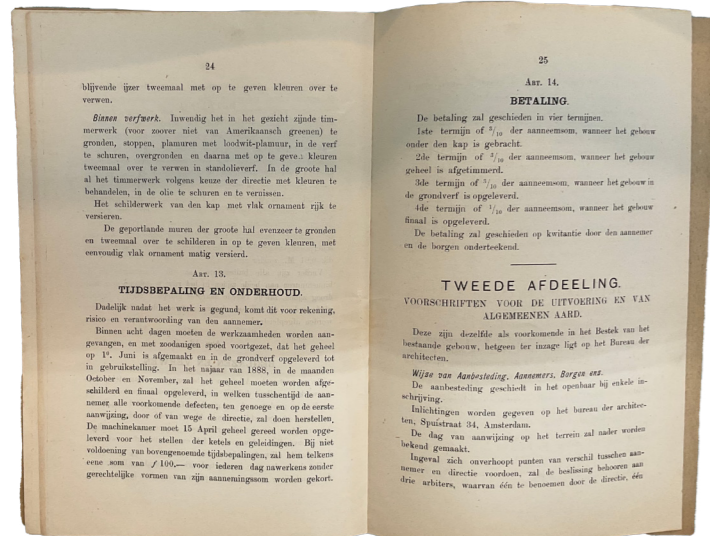 24
blijvende ijzer tweemaal met op te geven kleuren over te
verwen.
Binnen verfwerk. Inwendig het in het gezicht zijnde tim-
merwerk (voor zoover niet van Amerikaansch greenen) te
gronden, stoppen, plamuren met loodwit-plamuur, in de verf
te schuren, overgronden en daarna met op te geve.: kleuren
tweemaal over te verwen in standolieverf. In de groote hal
al het timmerwerk volgens keuze der directie met kleuren te
behandelen, in de olie te schuren en te vernissen.
Het schilderwerk van den kap met vlak ornament rijk te
versieren.
De geportlande muren der groote hal evenzeer te gronden
en tweemaal over te schilderen in op te geven kleuren, met
eenvoudig vlak ornament matig versierd.
Art. 13.
TIJDSBEPALING EN ONDERHOUD.
Dadelijk nadat het werk is gegund, komt dit voor rekening,
risico en verantwoording van den aannemer.
Binnen acht dagen moeten de werkzaamheden worden aan-
gevangen, en met zoodanigen spoed voortgezet, dat het geheel
op 1e. Juni is afgemaakt en in de grondverf opgeleverd tot
in gebruikstelling. In het najaar van 1888, in de maanden
October en November, zal het geheel moeten worden afge-
schilderd en finaal opgeleverd, in welken tusschentijd de aan-
nemer alle voorkomende defecten, ten genoege en op de eerste
aanwijzing, door of van wege de directie, zal doen herstellen.
De machinekamer moet 15 April geheel gereed worden opge-
leverd voor het stellen der ketels en geleidingen. Bij niet
voldoening van bovengenoemde tijdsbepalingen, zal hem telkens
eene som van ƒ 100,— voor iederen dag nawerkens zonder
gerechtelijke vormen van zijn aannemingssom worden gekort.
25
Art. 14.
BETALING.
De betaling zal geschieden in vier termijnen.
1ste termijn of /10 der aanneemsom, wanneer het gebouw
onder den kap is gebracht.
2de termijn of /10 der aanneemsom, wanneer het gebouw
geheel is afgetimmerd.
3de termijn of /10 der aanneemsom, wanneer het gebouw in
de grondverf is opgeleverd.
4de termijn of 1/10 der aanneemsom, wanneer het gebouw
finaal is opgeleverd.
De betaling zal geschieden op kwitantie door den aannemer
en de borgen onderteekend.
TWEEDE AFDEELING.
VOORSCHRIFTEN VOOR DE UITVOERING EN VAN
ALGEMEENEN AARD.
Deze zijn dezelfde als voorkomende in het Bestek van het
bestaande gebouw, hetgeen ter inzage ligt op het Bureau der
architecten.
Wijze van Aanbesteding, Aannemers, Borgen enz.
De aanbesteding geschiedt in het openbaar bij enkele in-
schrijving.
Inlichtingen worden gegeven op het bureau der architec-
ten, Spuistraat 34, Amsterdam.
De dag van aanwijzing op het terrein zal nader worden
bekend gemaakt.
Ingeval zich onverhoopt punten van verschil tusschen aan-
nemer en directie voordoen, zal de beslissing behooren aan
drie arbiters, waarvan één te benoemen door de directie, één